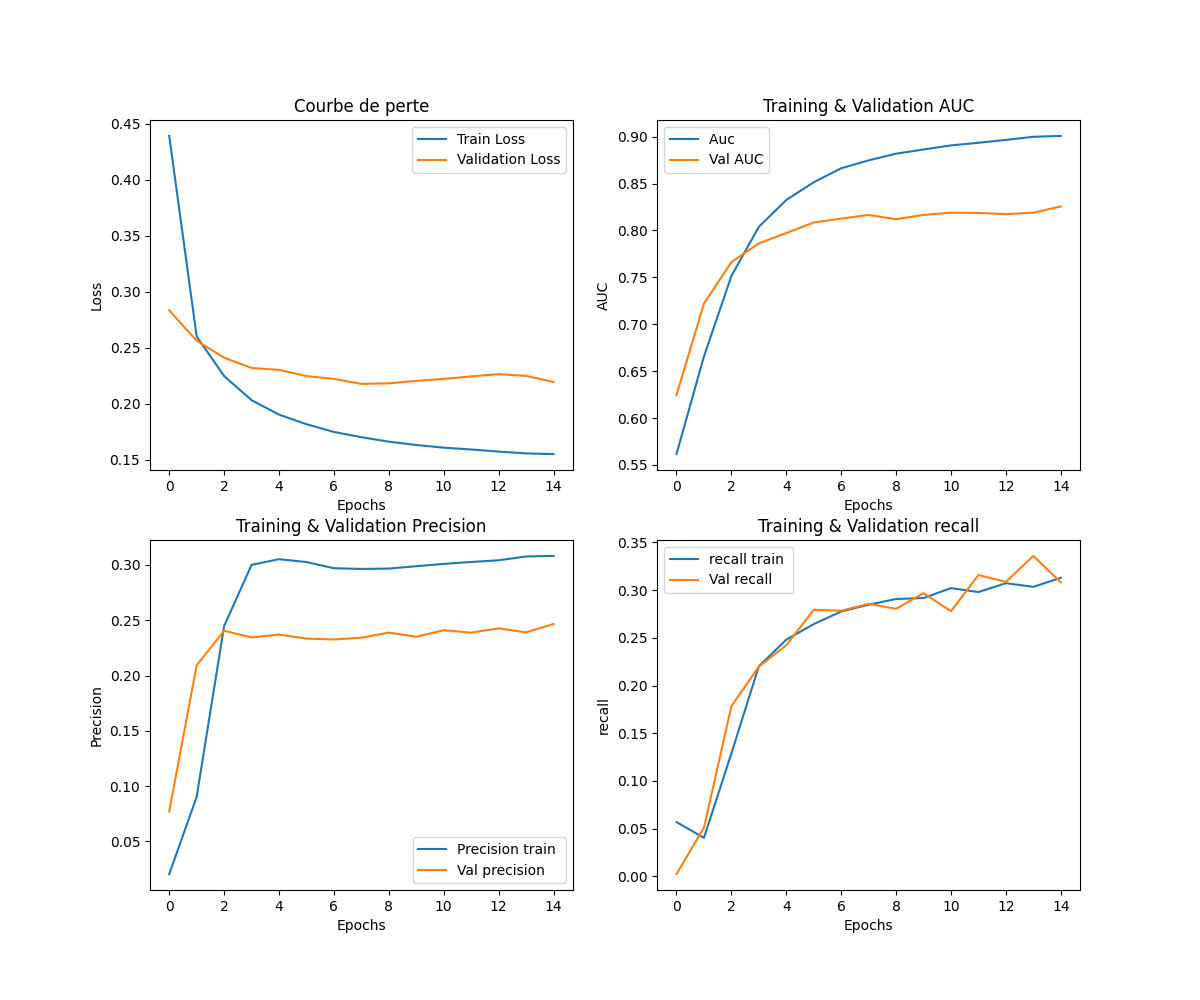 Courbe de perte
0.45
0.40
0.35
0.30
0.25
0.20
0.15
Loss
Train Loss
Validation Loss
0 2 4 6 8 10 12 14
Epochs
Training & Validation AUC
0.90
0.85
0.80
0.75
0.70
0.65
0.60
0.55
AUC
Auc
Val AUC
0 2 4 6 8 10 12 14
Epochs
Training & Validation Precision
0.30
0.25
0.20
0.15
0.10
0.05
Precision
Precision train
Val precision
0 2 4 6 8 10 12 14
Epochs
Training & Validation recall
0.35
0.30
0.25
0.20
0.15
0.10
0.05
0.00
recall
recall train
Val recall
0 2 4 6 8 10 12 14
Epochs